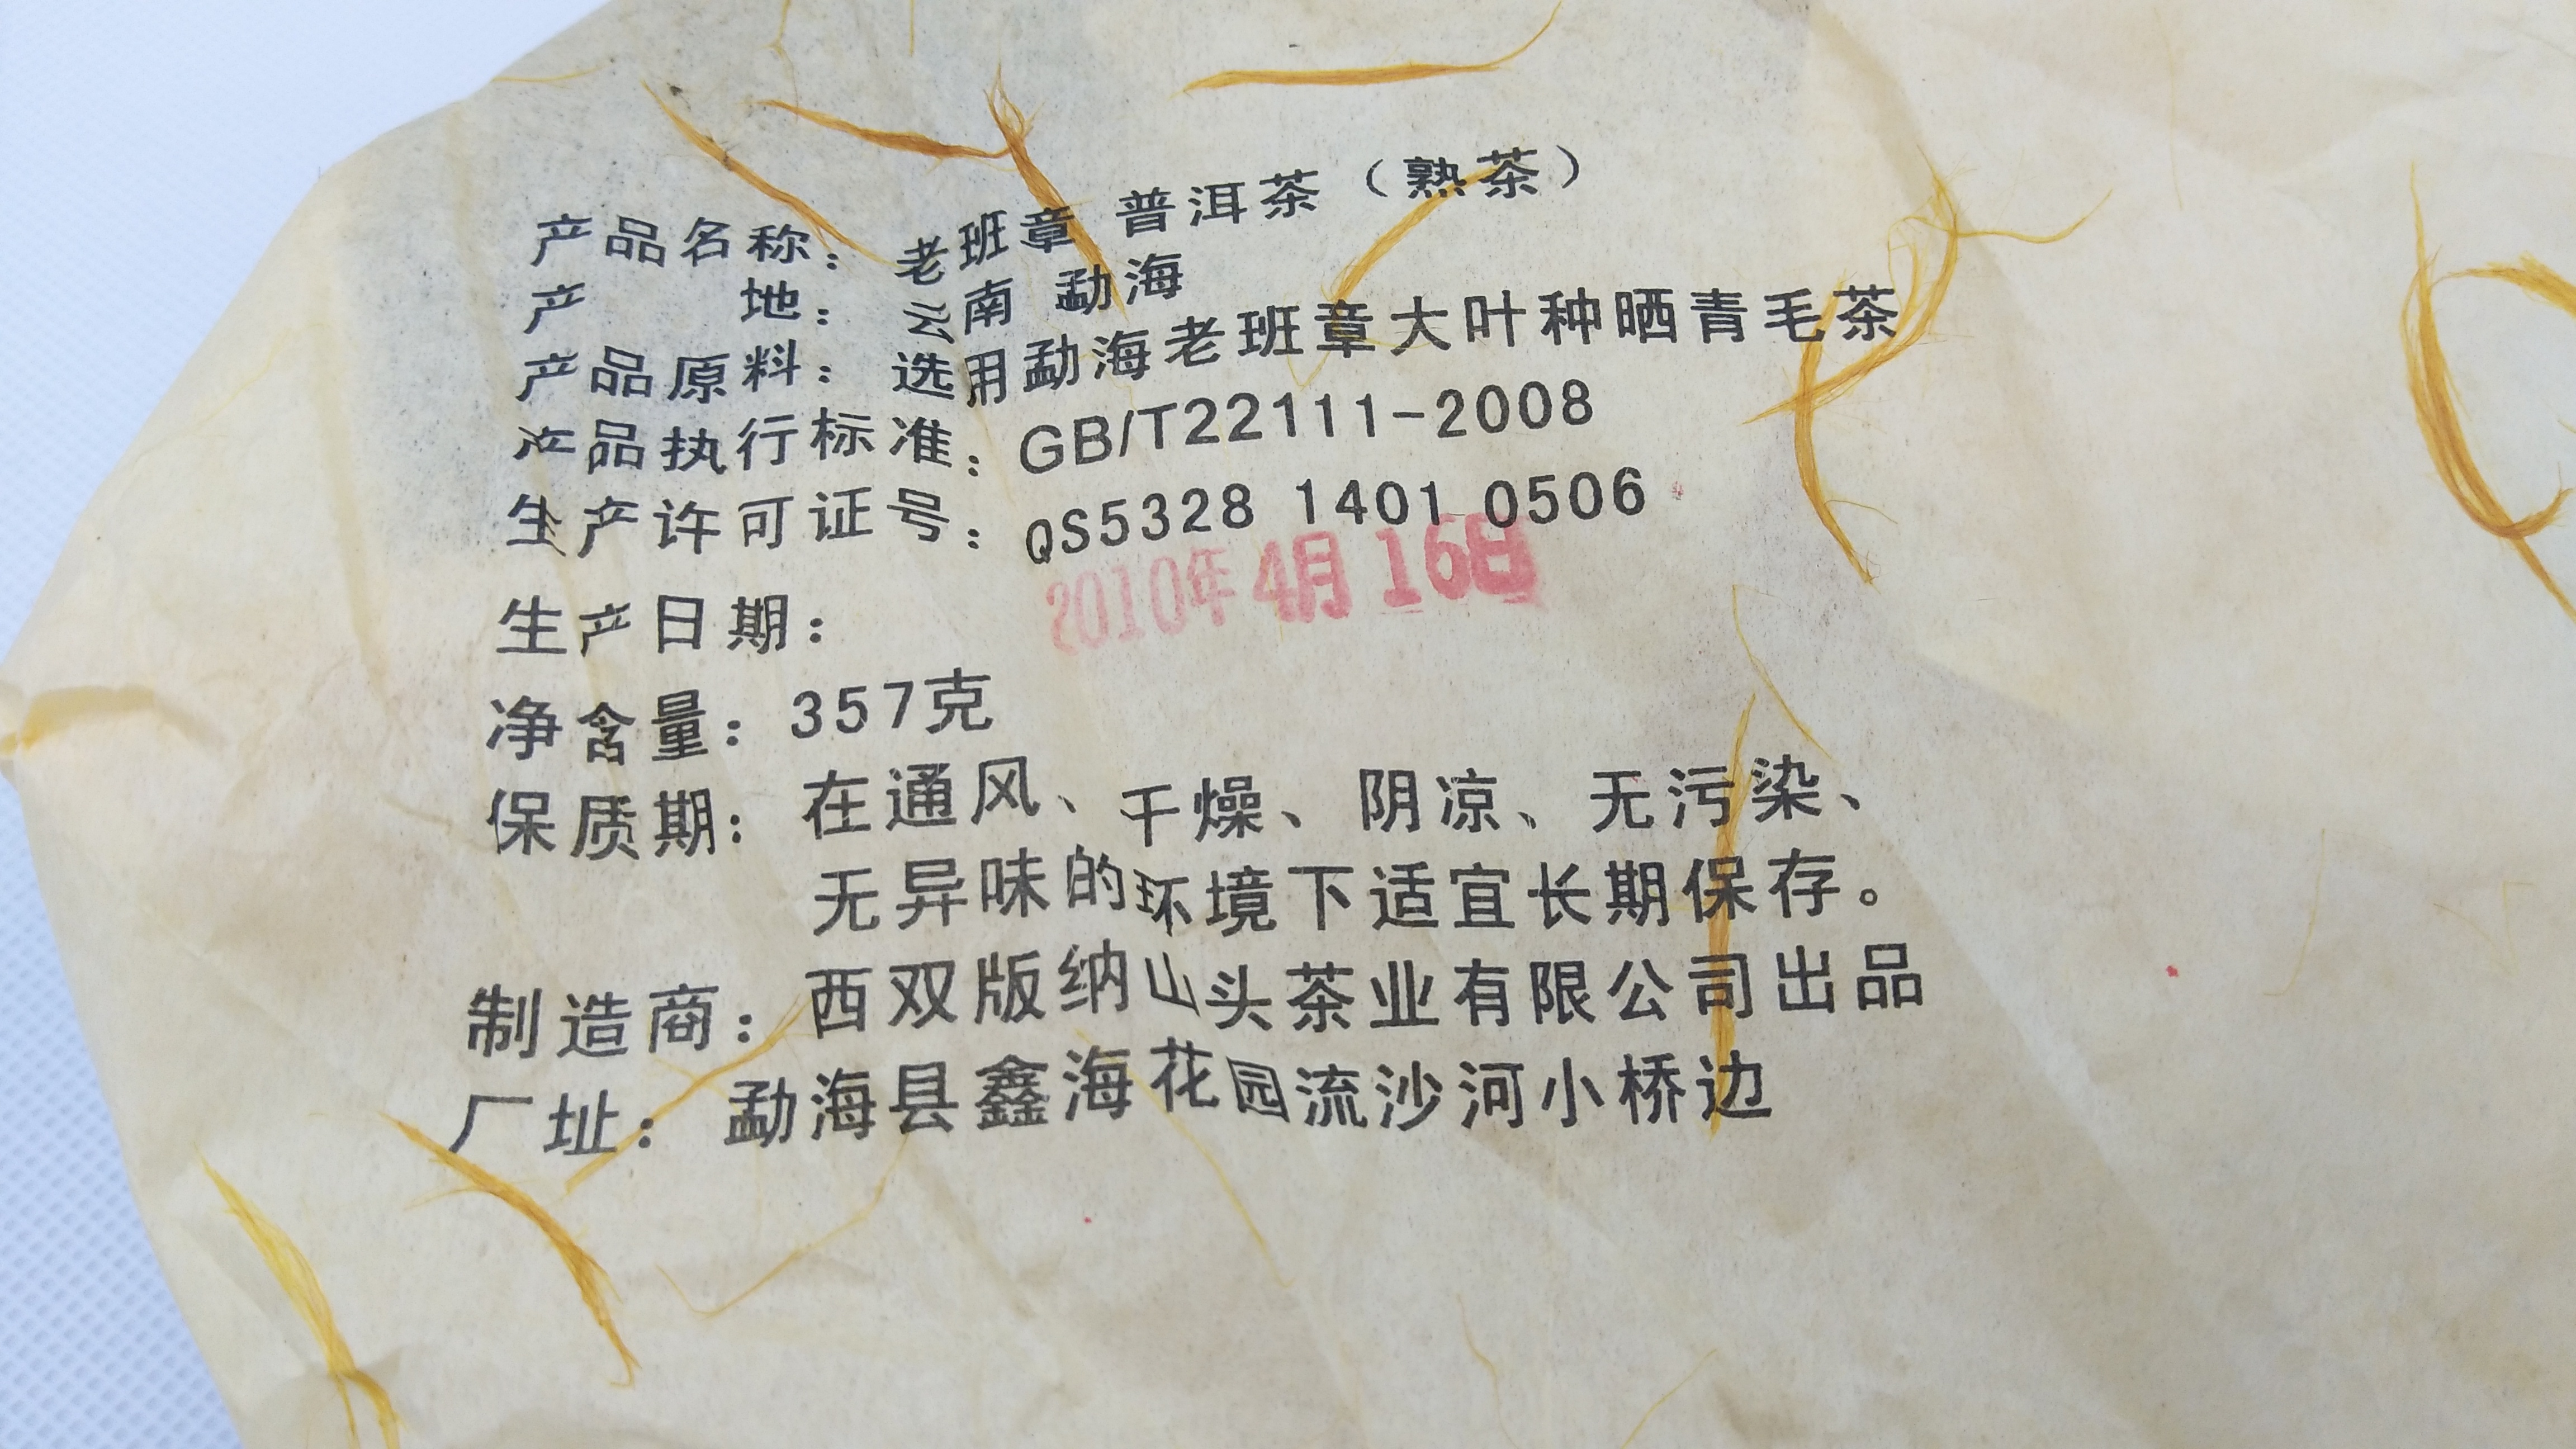 产品名称：老班章 普洱茶（熟茶）
产地：云南 勐海
产品原料：选用勐海老班章大叶种晒青毛茶
产品执行标准：GB/T22111-2008
生产许可证号：QS5328 1401 0506
生产日期：2010年4月16日
净含量：357克
保质期：在通风、干燥、阴凉、无污染、
无异味的环境下适宜长期保存。
制造商：西双版纳山头茶业有限公司出品
厂址：勐海县鑫海花园流沙河小桥边